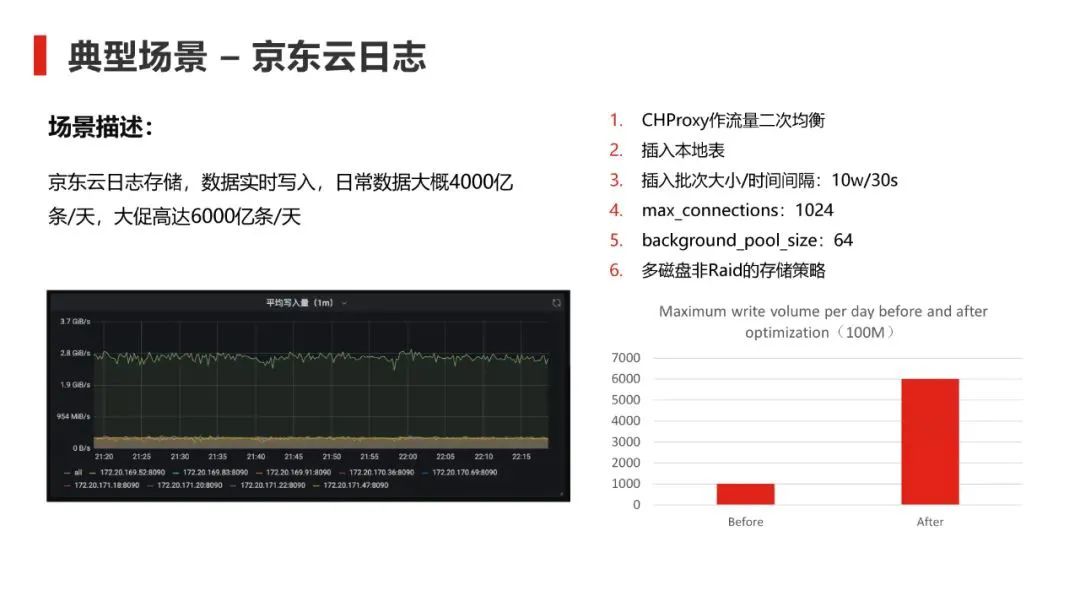 典型场景 – 京东云日志
场景描述：
京东云日志存储，数据实时写入，日常数据大概4000亿
条/天，大促高达6000亿条/天
1. CHProxy作流量二次均衡
2. 插入本地表
3. 插入批次大小/时间间隔：10w/30s
4. max_connections：1024
5. background_pool_size：64
6. 多磁盘非Raid的存储策略
平均写入量（1m）
3.7 GiB/s
2.8 GiB/s
1.9 GiB/s
954 MiB/s
0 B/s
21:20 21:25 21:30 21:35 21:40 21:45 21:50 21:55 22:00 22:05 22:10 22:15
all 172.20.169.52:8090 172.20.169.83:8090 172.20.169.91:8090 172.20.170.36:8090 172.20.170.69:8090
172.20.171.18:8090 172.20.171.20:8090 172.20.171.22:8090 172.20.171.47:8090
Maximum write volume per day before and after
optimization（100M）
7000
6000
5000
4000
3000
2000
1000
0
Before After